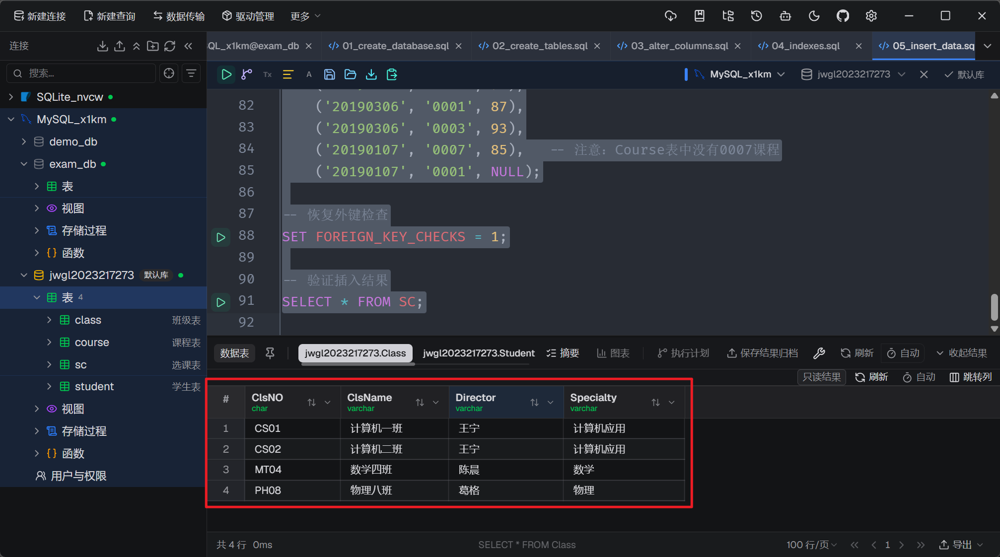 新建连接 新建查询 数据传输 驱动管理 更多
连接
QL_x1km@exam_db 01_create_database.sql 02_create_tables.sql 03_alter_columns.sql 04_indexes.sql 05_insert_data.sq
搜索...
Tx A MySQL_x1km jwgl2023217273 默认库
SQLite_nvcw
MySQL_x1km
demo_db
exam_db
表
视图
存储过程
函数
jwgl2023217273 默认库
表 4
class 班级表
course 课程表
sc 选课表
student 学生表
视图
存储过程
函数
用户与权限
82 ('20190306', '0001', 87),
83 ('20190306', '0003', 93),
84 ('20190107', '0007', 85), -- 注意：Course表中没有0007课程
85 ('20190107', '0001', NULL);
86
87 -- 恢复外键检查
88 SET FOREIGN_KEY_CHECKS = 1;
89
90 -- 验证插入结果
91 SELECT * FROM SC;
92
数据表 jwgl2023217273.Class jwgl2023217273.Student 摘要 图表 执行计划 保存结果归档 刷新 自动 收起结果
只读结果 刷新 自动 跳转列
# ClsNO ClsName Director Specialty
char varchar varchar varchar
1 CS01 计算机一班 王宁 计算机应用
2 CS02 计算机二班 王宁 计算机应用
3 MT04 数学四班 陈晨 数学
4 PH08 物理八班 葛格 物理
共 4 行 0ms SELECT * FROM Class 100 行/页 1 导出